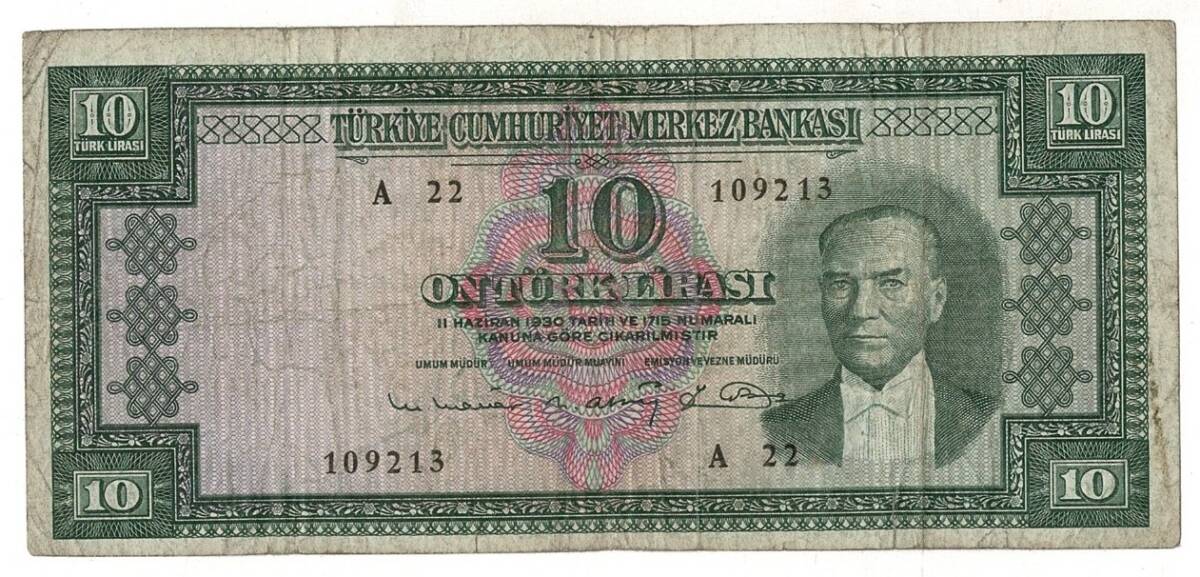 10 TÜRK LİRASI
10 TÜRK LİRASI
TÜRKİYE CUMHURİYET MERKEZ BANKASI
A 22 109213
10
ON TÜRK LİRASI
11 HAZİRAN 1930 TARİH VE 1715 NUMARALI
KANUNA GÖRE ÇIKARILMIŞTIR
UMUM MÜDÜR UMUM MÜDÜR MUAVİNİ EMİSYON VE VEZNE MÜDÜRÜ
109213 A 22
10 10